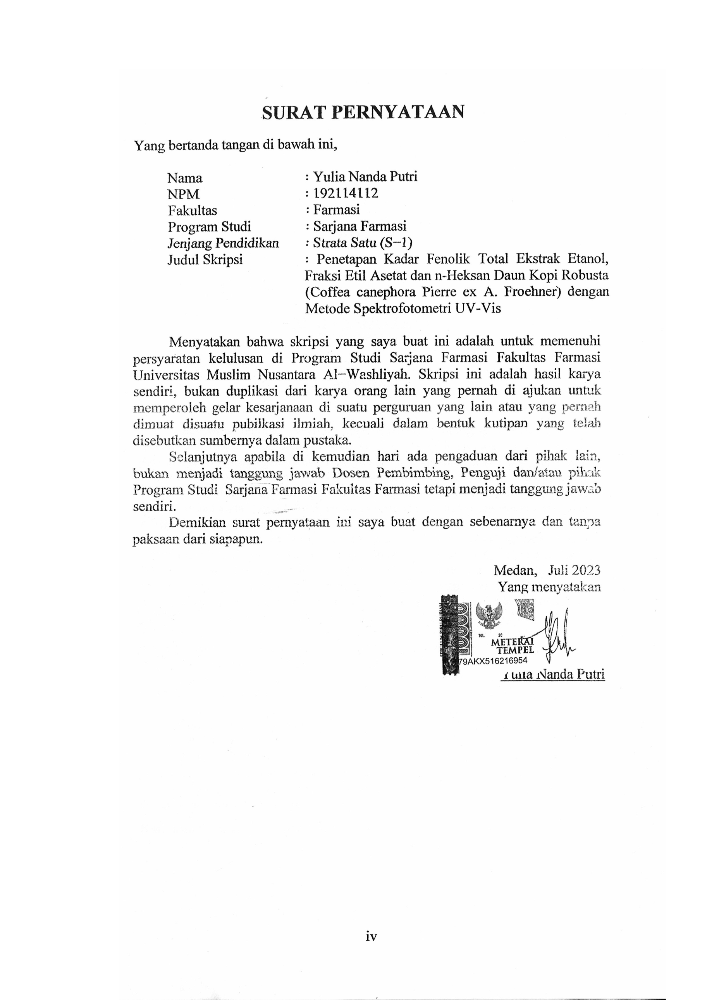 SURAT PERNYATAAN
Yang bertanda tangan di bawah ini,
Nama : Yulia Nanda Putri
NPM : 192114112
Fakultas : Farmasi
Program Studi : Sarjana Farmasi
Jenjang Pendidikan : Strata Satu (S–1)
Judul Skripsi : Penetapan Kadar Fenolik Total Ekstrak Etanol,
Fraksi Etil Asetat dan n-Heksan Daun Kopi Robusta
(Coffea canephora Pierre ex A. Froehner) dengan
Metode Spektrofotometri UV-Vis
Menyatakan bahwa skripsi yang saya buat ini adalah untuk memenuhi
persyaratan kelulusan di Program Studi Sarjana Farmasi Fakultas Farmasi
Universitas Muslim Nusantara Al–Washliyah. Skripsi ini adalah hasil karya
sendiri, bukan duplikasi dari karya orang lain yang pernah di ajukan untuk
memperoleh gelar kesarjanaan di suatu perguruan yang lain atau yang pernah
dimuat disuatu publikasi ilmiah, kecuali dalam bentuk kutipan yang telah
disebutkan sumbernya dalam pustaka.
Selanjutnya apabila di kemudian hari ada pengaduan dari pihak lain,
bukan menjadi tanggung jawab Dosen Pembimbing, Penguji dan/atau pihak
Program Studi Sarjana Farmasi Fakultas Farmasi tetapi menjadi tanggung jawab
sendiri.
Demikian surat pernyataan ini saya buat dengan sebenarnya dan tanpa
paksaan dari siapapun.
Medan, Juli 2023
Yang menyatakan
10000
TGL. 20
METERAI
TEMPEL
79AKX516216954
Yulia Nanda Putri
iv